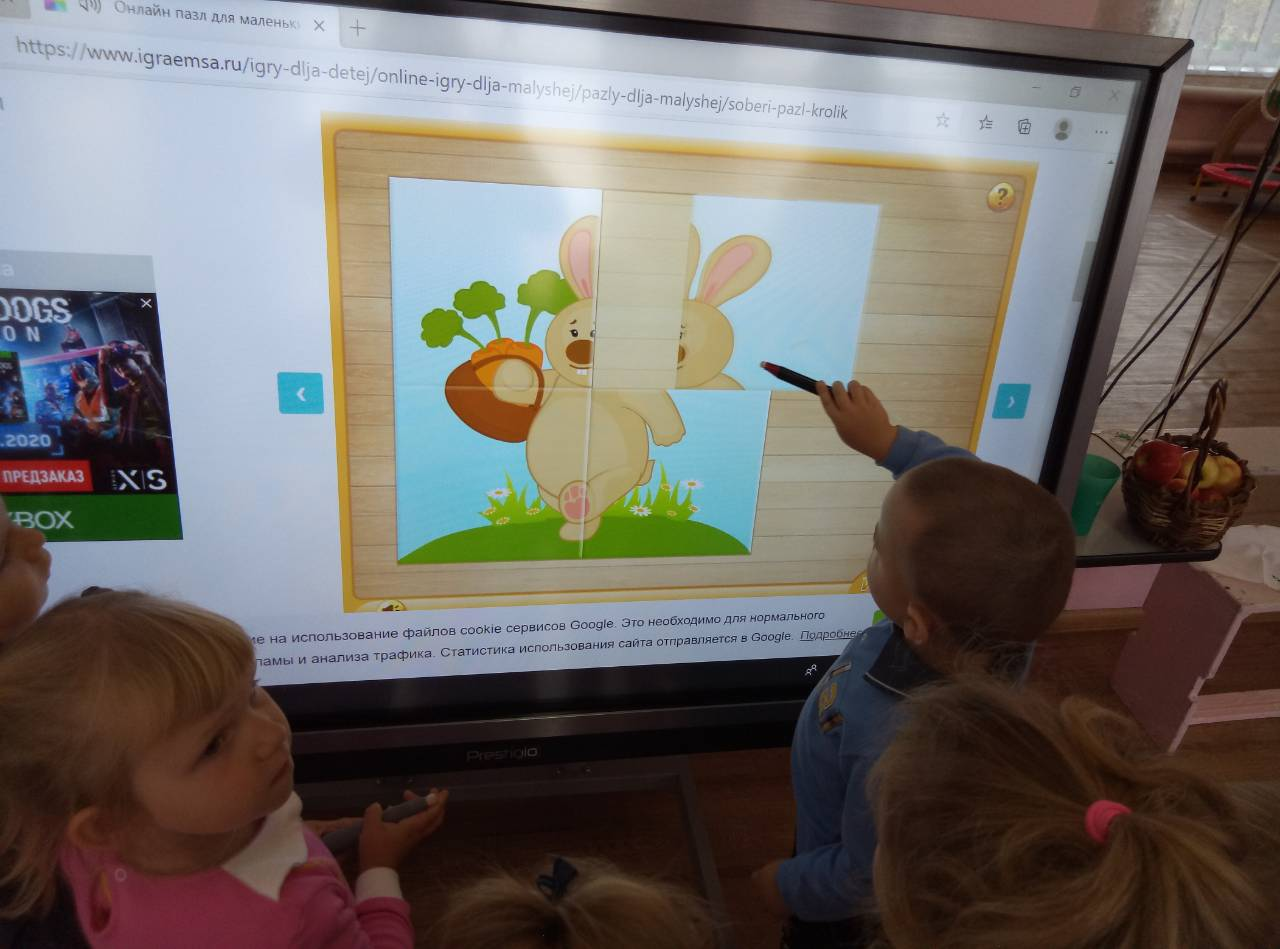 Онлайн пазл для маленьк
https://www.igraemsa.ru/igry-dlja-detej/online-igry-dlja-malyshej/pazly-dlja-malyshej/soberi-pazl-krolik
?
DOGS
ON
.2020
ПРЕДЗАКАЗ
X|S
XBOX
ие на использование файлов cookie сервисов Google. Это необходимо для нормального
ламы и анализа трафика. Статистика использования сайта отправляется в Google. Подробнее
Prestigio